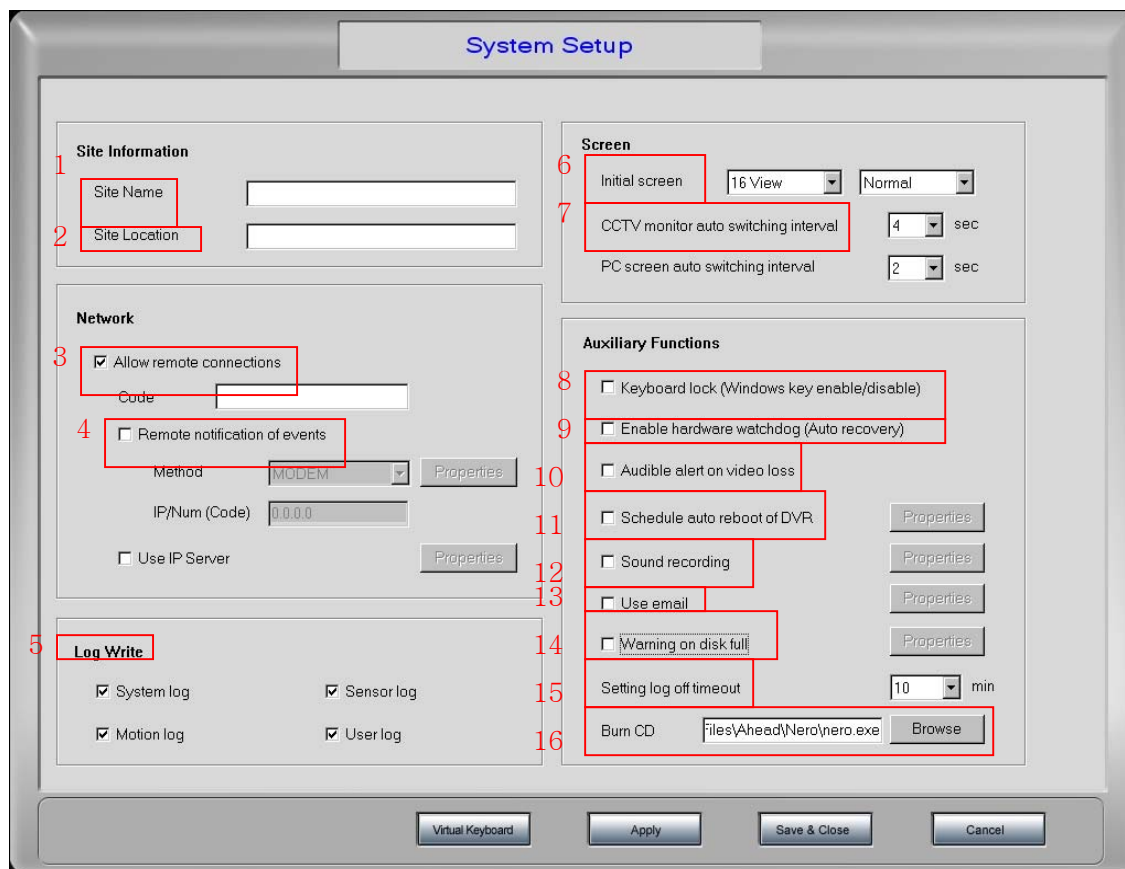 System Setup
Site Information
1
Site Name
2 Site Location
Network
3 Allow remote connections
Code
4 Remote notification of events
Method MODEM Properties
IP/Num (Code) 0.0.0.0
Use IP Server Properties
5 Log Write
System log Sensor log
Motion log User log
Screen
6 Initial screen 16 View Normal
7 CCTV monitor auto switching interval 4 sec
PC screen auto switching interval 2 sec
Auxiliary Functions
8 Keyboard lock (Windows key enable/disable)
9 Enable hardware watchdog (Auto recovery)
10 Audible alert on video loss
11 Schedule auto reboot of DVR Properties
12 Sound recording Properties
13 Use email Properties
14 Warning on disk full Properties
15 Setting log off timeout 10 min
16 Burn CD Files\Ahead\Nero\nero.exe Browse
Virtual Keyboard Apply Save & Close Cancel